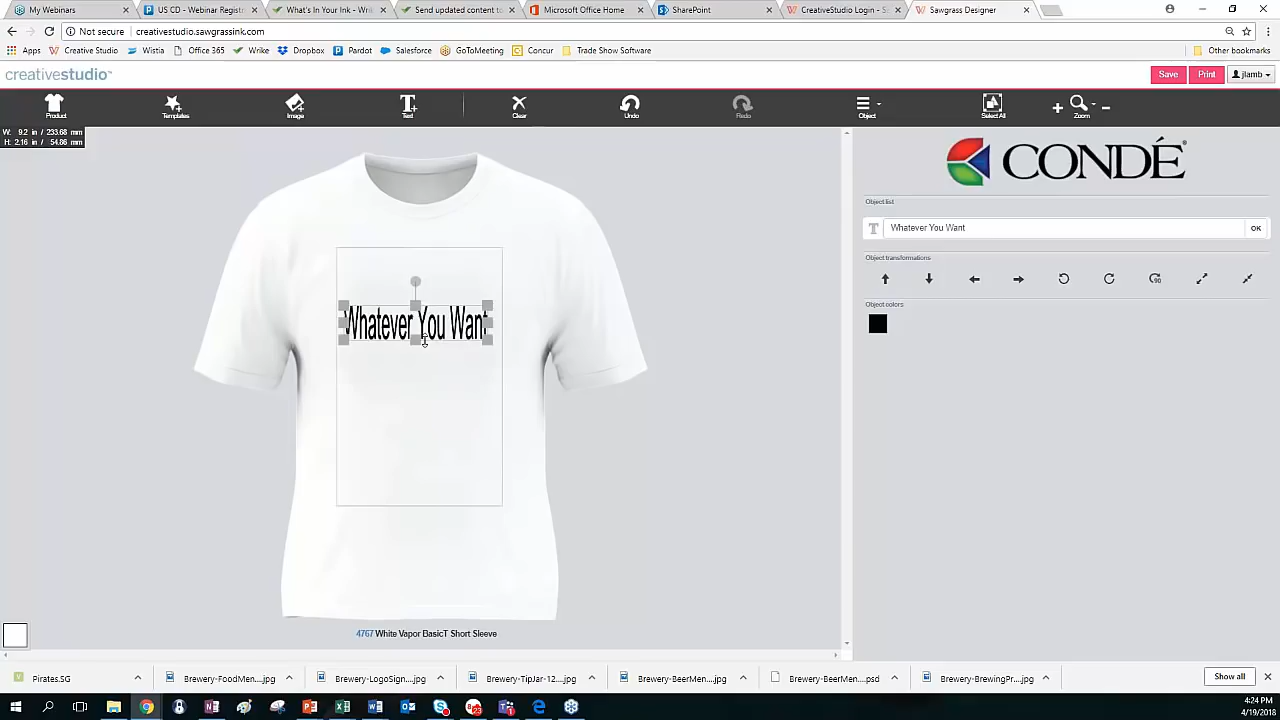 My Webinars
US CD - Webinar Registr
What's In Your Ink - Wri
Send updated content to
Microsoft Office Home
SharePoint
CreativeStudio Login - S
Sawgrass Designer
Not secure
creativestudio.sawgrassink.com
Apps
Creative Studio
Wistia
Office 365
Wrike
Dropbox
Pardot
Salesforce
GoToMeeting
Concur
Trade Show Software
Other bookmarks
creativestudio™
Save
Print
jlamb
Product
Templates
Image
Text
Clear
Undo
Redo
Object
Select All
Zoom
W: 9.2 in / 233.68 mm
H: 2.16 in / 54.86 mm
CONDÉ®
Object list
Whatever You Want
OK
Object transformations
90
Object colors
Whatever You Want
4767 White Vapor BasicT Short Sleeve
Pirates.SG
Brewery-FoodMen....jpg
Brewery-LogoSign....jpg
Brewery-TipJar-12...jpg
Brewery-BeerMen....jpg
Brewery-BeerMen....psd
Brewery-BrewingPr....jpg
Show all
4:24 PM
4/19/2018